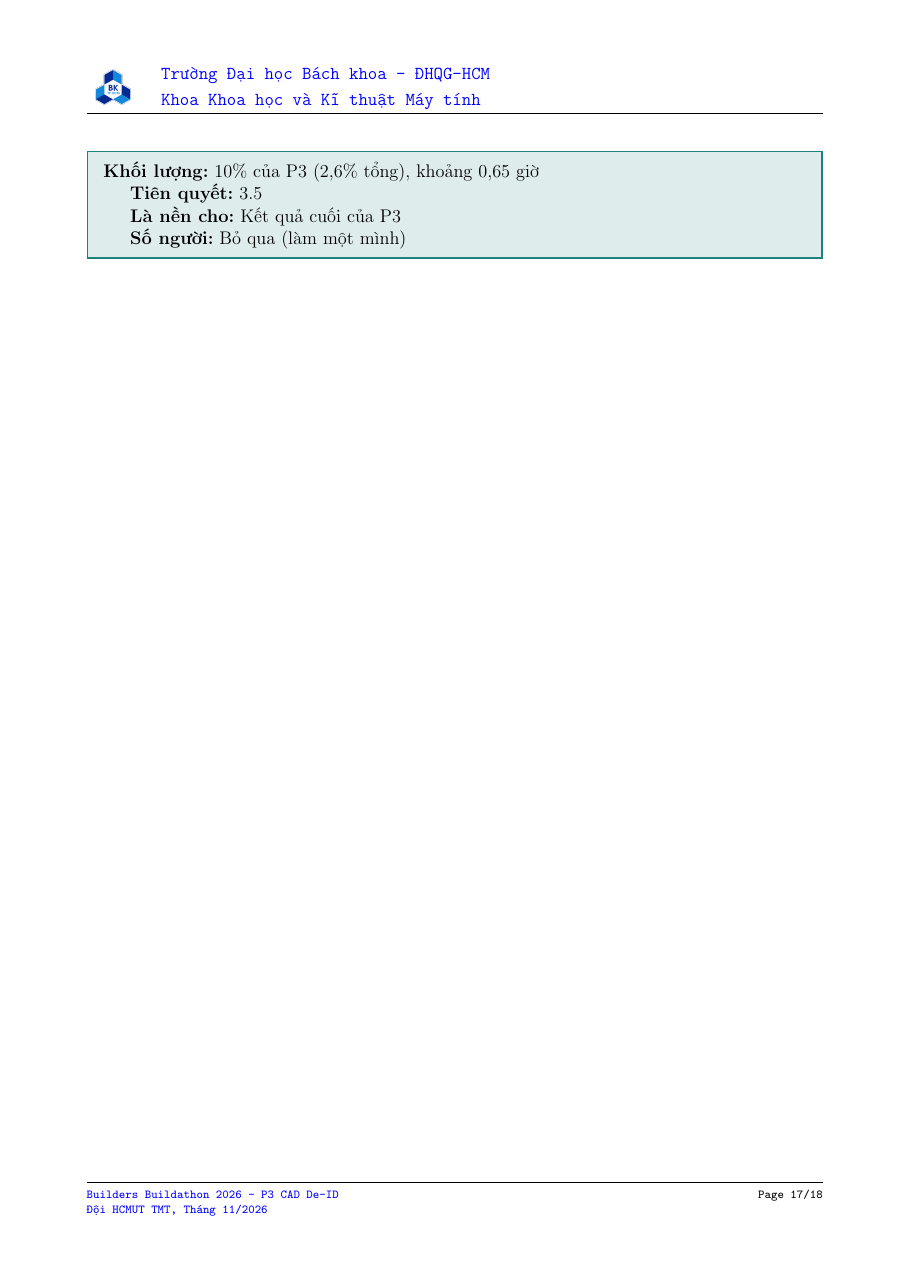 BK
Trường Đại học Bách khoa - ĐHQG-HCM
Khoa Khoa học và Kĩ thuật Máy tính
Khối lượng: 10% của P3 (2,6% tổng), khoảng 0,65 giờ
Tiên quyết: 3.5
Là nền cho: Kết quả cuối của P3
Số người: Bỏ qua (làm một mình)
Builders Buildathon 2026 - P3 CAD De-ID
Page 17/18
Đội HCMUT TMT, Tháng 11/2026